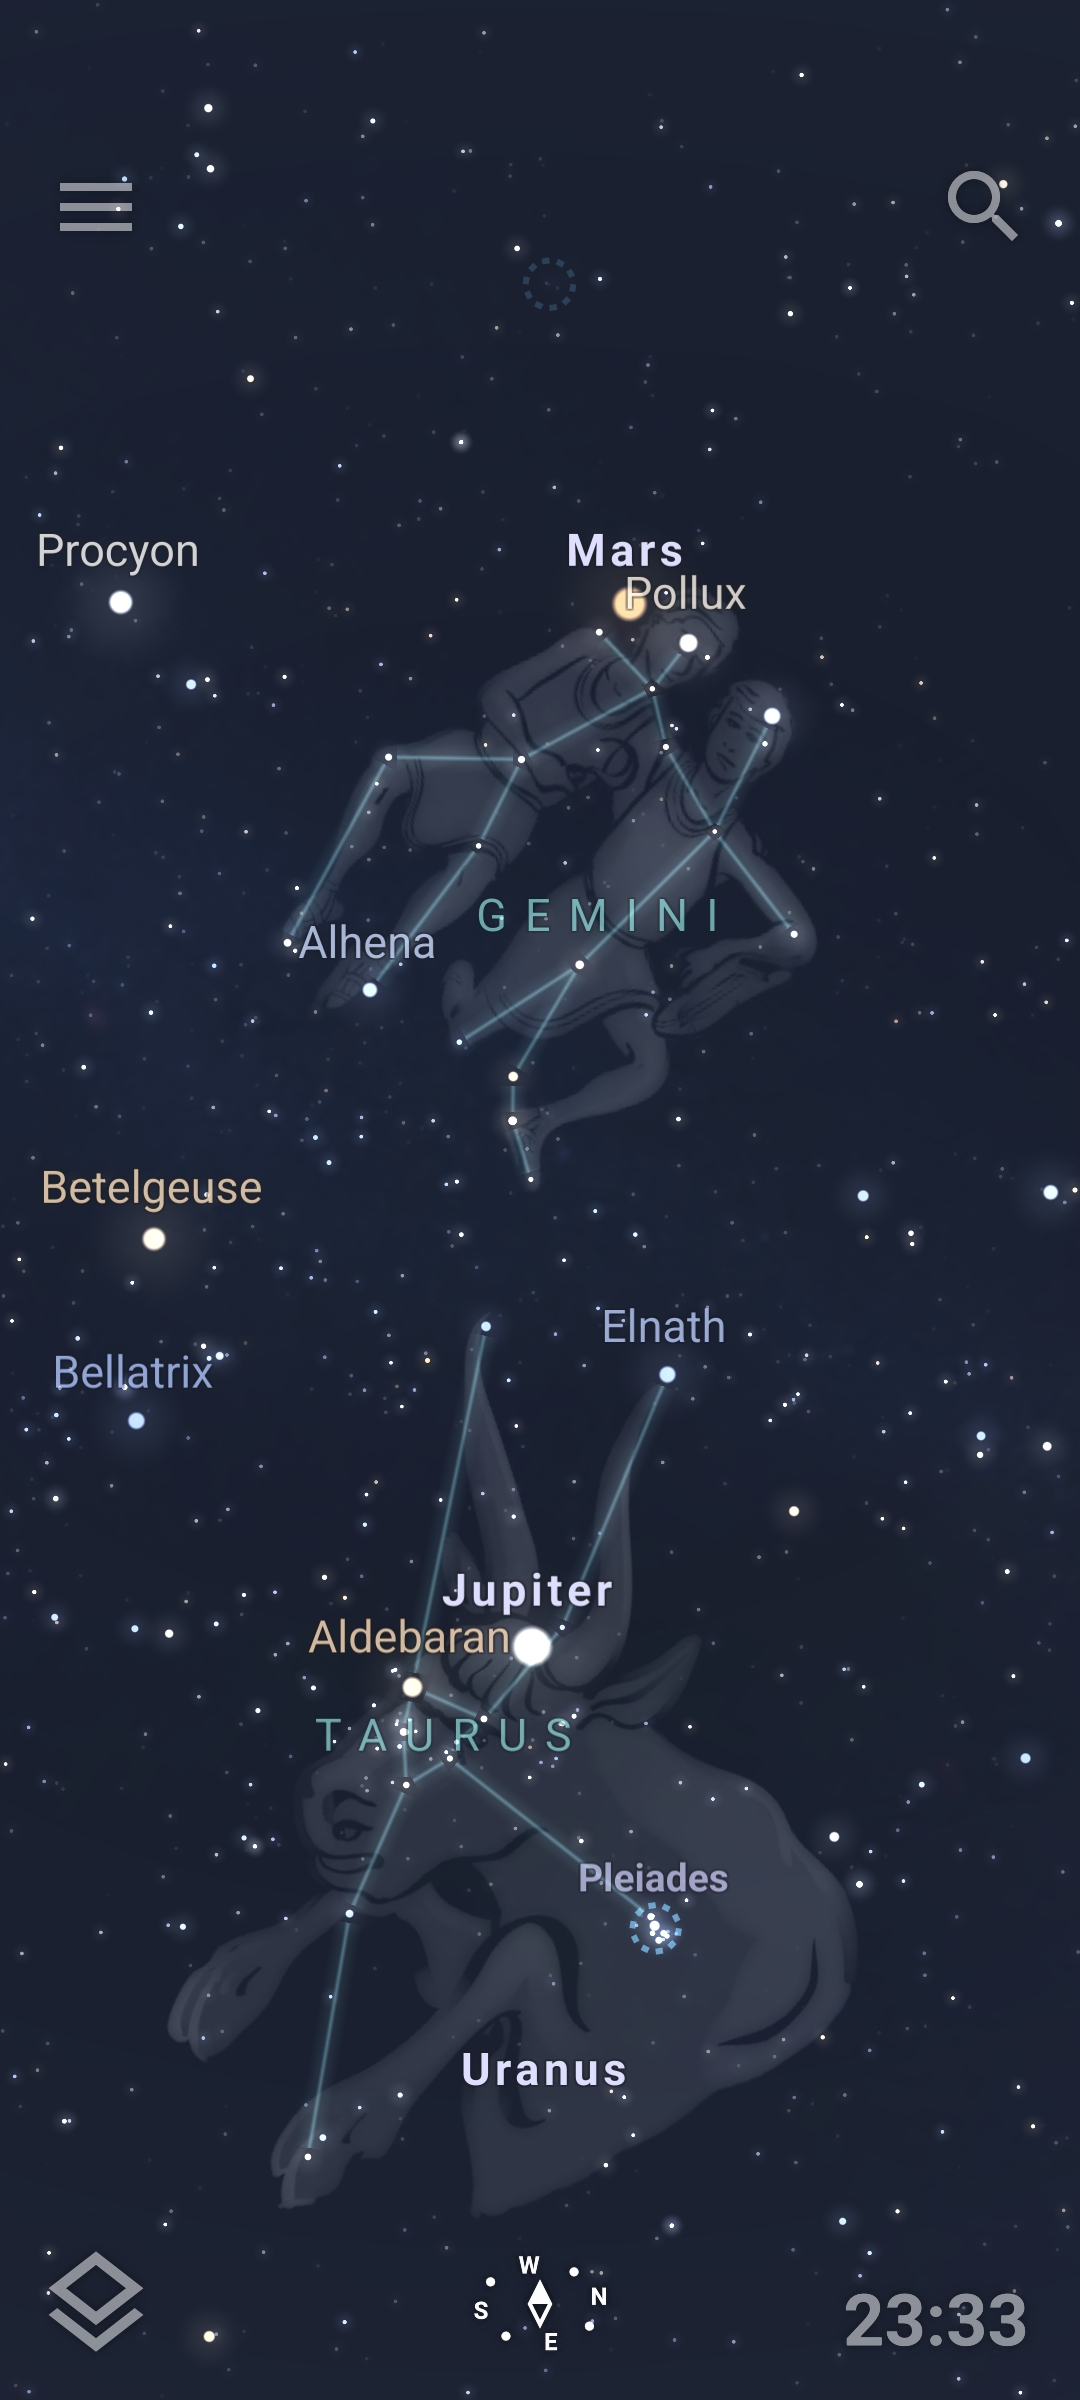 Procyon
Mars
Pollux
GEMINI
Alhena
Betelgeuse
Elnath
Bellatrix
Jupiter
Aldebaran
TAURUS
Pleiades
Uranus
W
S
N
E
23:33